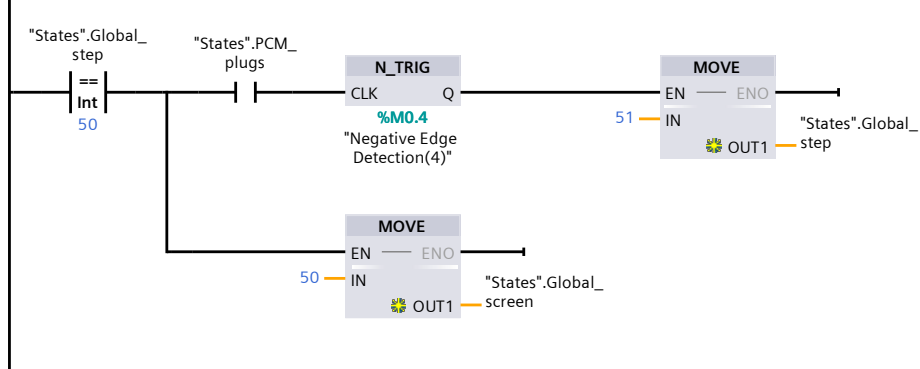 "States".Global_
step
==
Int
50
"States".PCM_
plugs
N_TRIG
CLK Q
%M0.4
"Negative Edge
Detection(4)"
MOVE
EN ENO
51 IN
OUT1
"States".Global_
step
MOVE
EN ENO
50 IN
OUT1
"States".Global_
screen